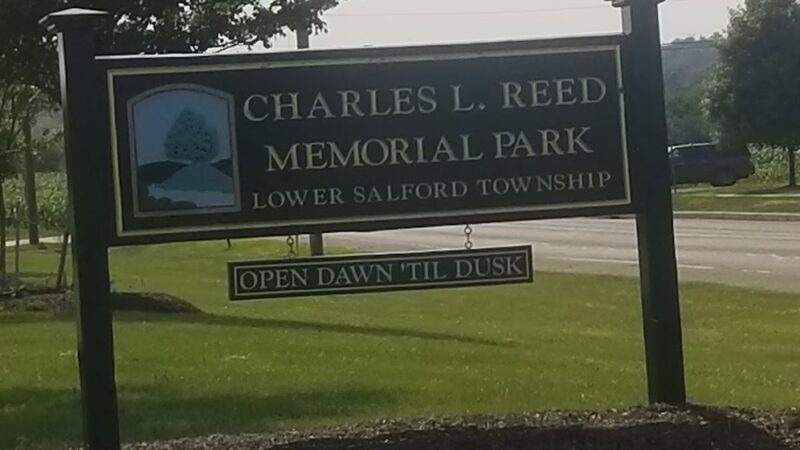 CHARLES L. REED
MEMORIAL PARK
LOWER SALFORD TOWNSHIP
OPEN DAWN 'TIL DUSK